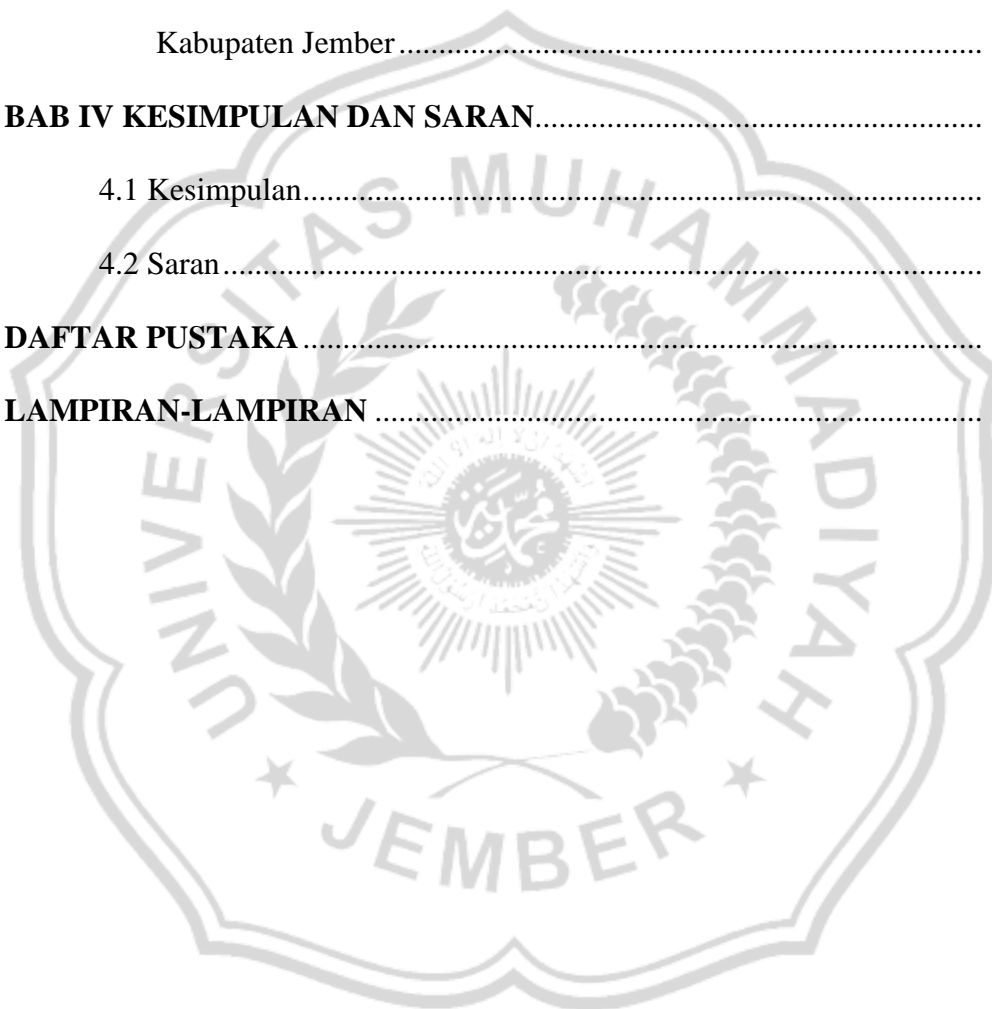 Kabupaten Jember........................................................................
BAB IV KESIMPULAN DAN SARAN.......................................................
4.1 Kesimpulan....................................................................................
4.2 Saran..............................................................................................
DAFTAR PUSTAKA....................................................................................
LAMPIRAN-LAMPIRAN...........................................................................
UNIVERSITAS MUHAMMADIYAH
JEMBER
محمد